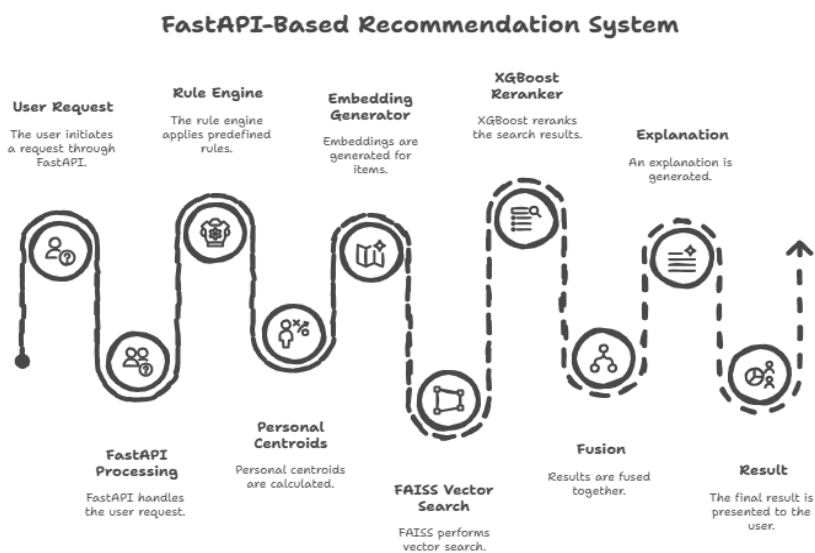 FastAPI-Based Recommendation System
User Request
The user initiates
a request through
FastAPI.
FastAPI
Processing
FastAPI handles
the user request.
Rule Engine
The rule engine
applies predefined
rules.
Personal
Centroids
Personal centroids
are calculated.
Embedding
Generator
Embeddings are
generated for
items.
FAISS Vector
Search
FAISS performs
vector search.
XGBoost
Reranker
XGBoost reranks
the search results.
Fusion
Results are fused
together.
Explanation
An explanation is
generated.
Result
The final result is
presented to the
user.